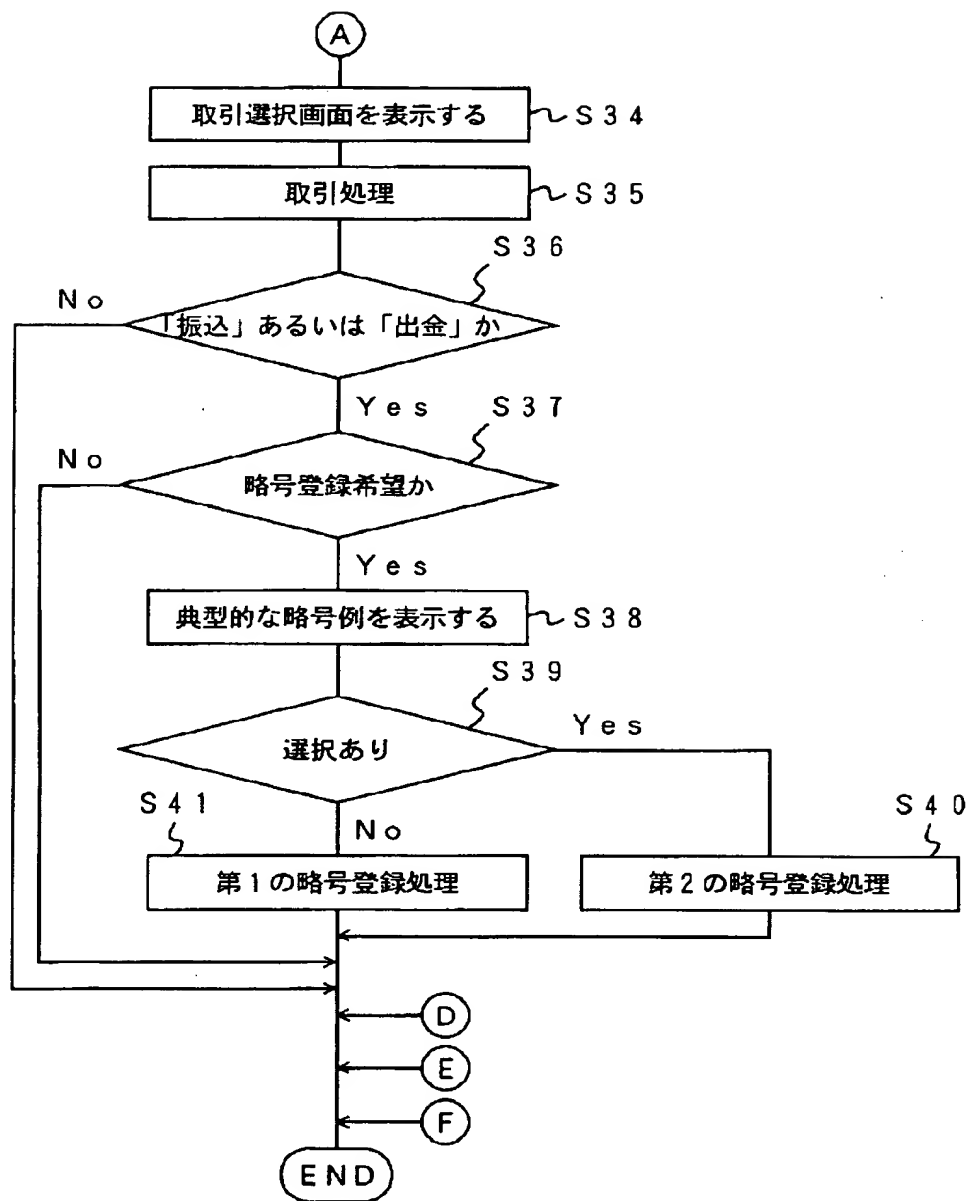 A
取引選択画面を表示する
S34
取引処理
S35
S36
No
「振込」あるいは「出金」か
Yes
S37
No
略号登録希望か
Yes
典型的な略号例を表示する
S38
S39
Yes
選択あり
S41
No
S40
第1の略号登録処理
第2の略号登録処理
D
E
F
END